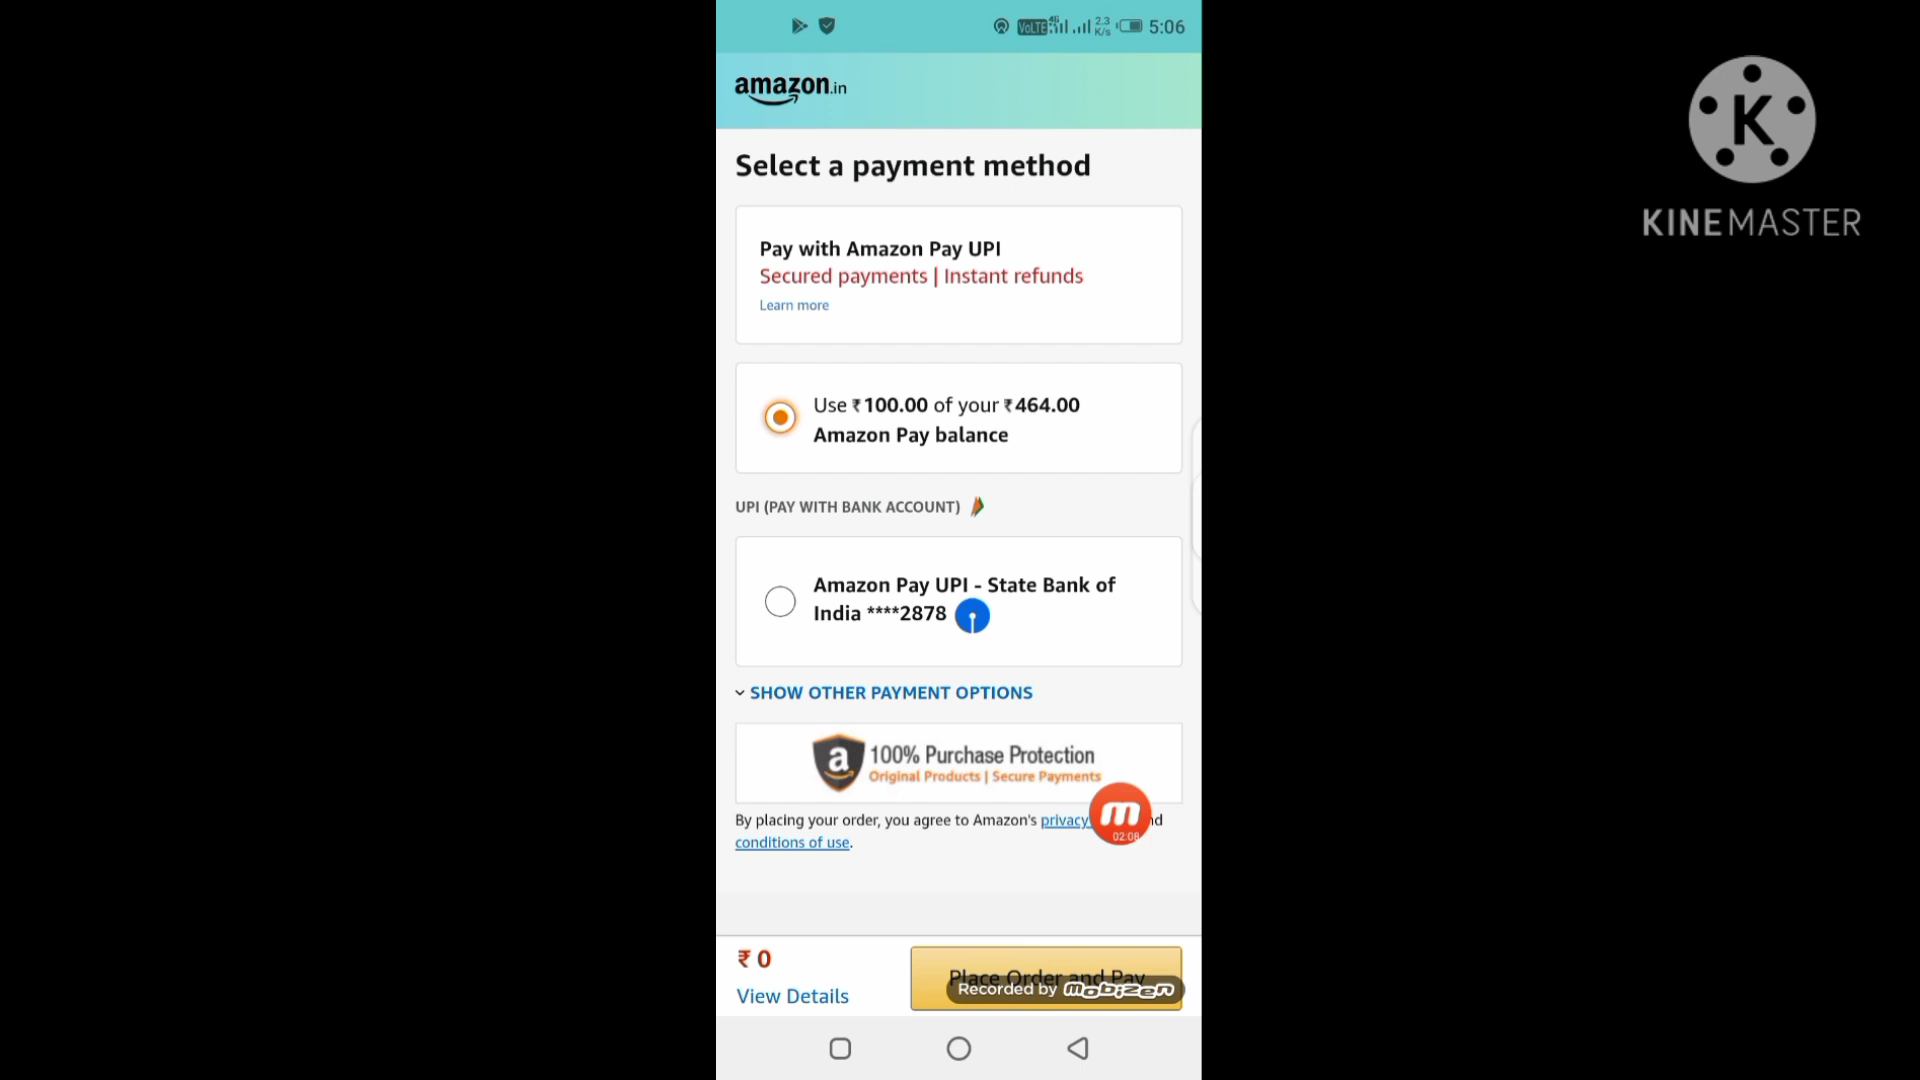 VoLTE 4G 2.3 K/s 5:06
amazon.in
K
KINEMASTER
Select a payment method
Pay with Amazon Pay UPI
Secured payments | Instant refunds
Learn more
Use ₹100.00 of your ₹464.00
Amazon Pay balance
UPI (PAY WITH BANK ACCOUNT)
Amazon Pay UPI - State Bank of
India ****2878
SHOW OTHER PAYMENT OPTIONS
a 100% Purchase Protection
Original Products | Secure Payments
m
02:08
By placing your order, you agree to Amazon's privacy nd
conditions of use.
₹ 0
Place Order and Pay
View Details
Recorded by mobizen